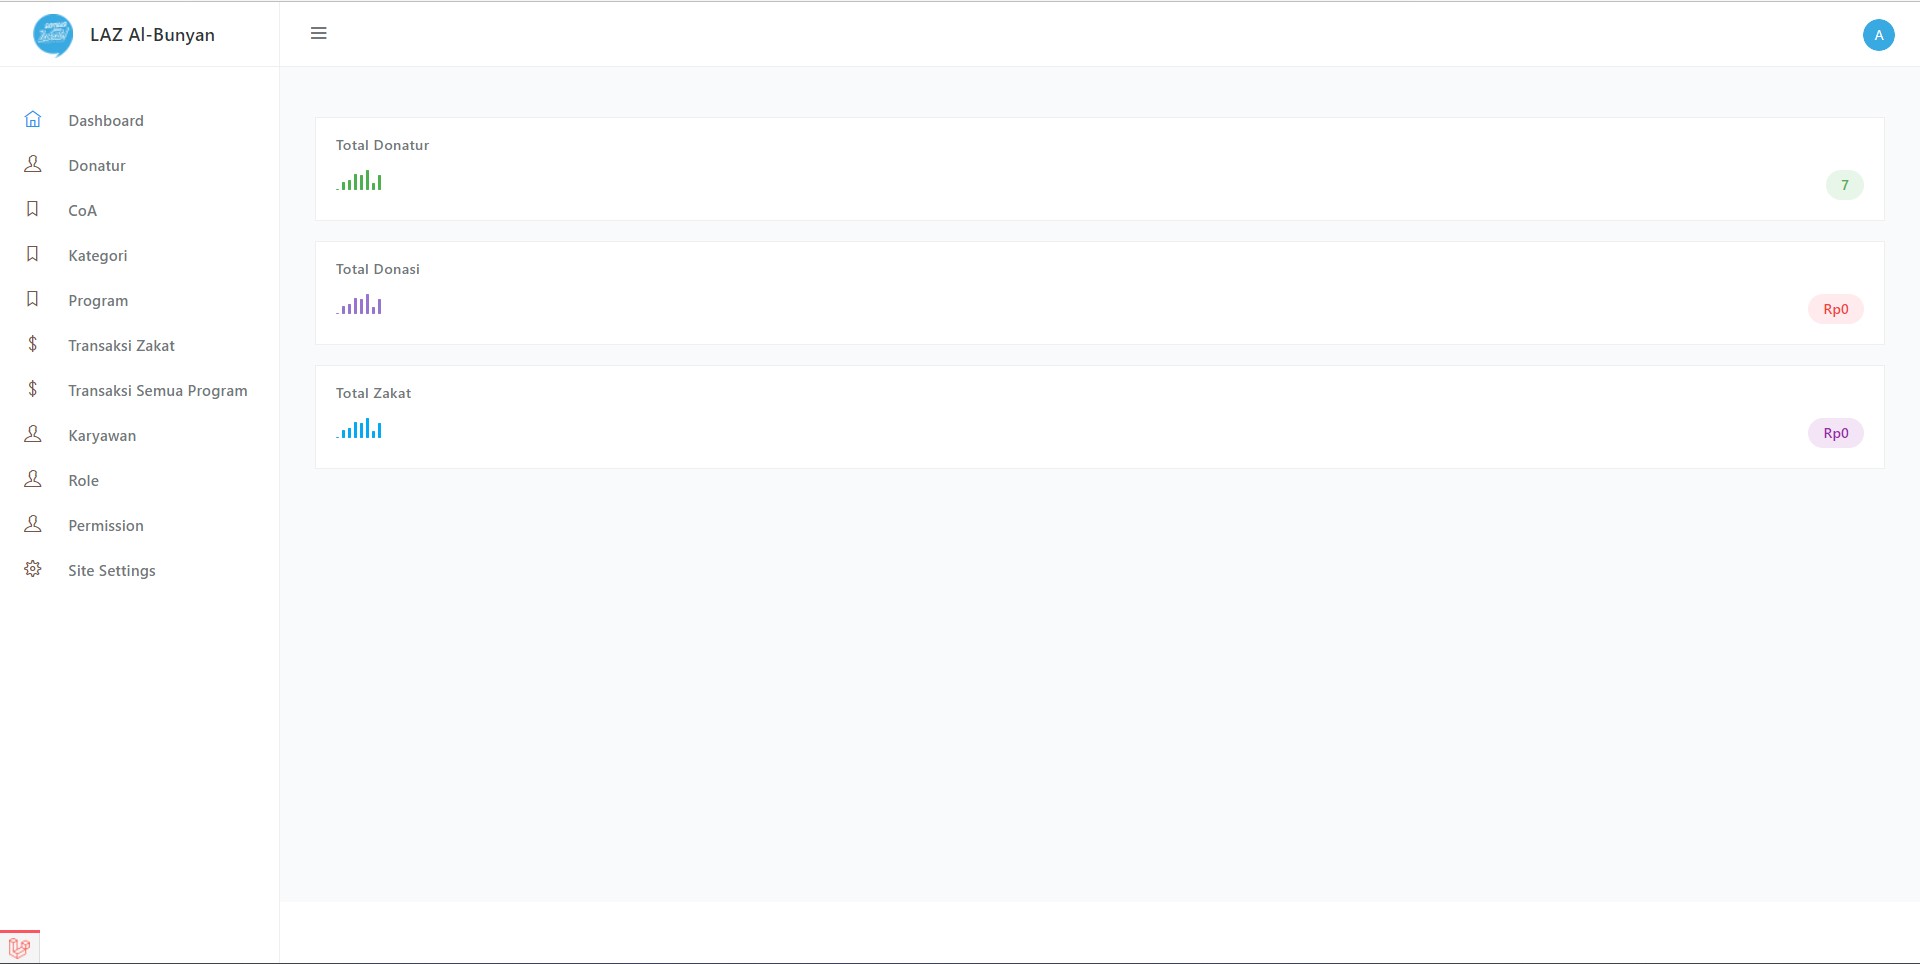 LAZ Al-Bunyan
A
Dashboard
Donatur
CoA
Kategori
Program
Transaksi Zakat
Transaksi Semua Program
Karyawan
Role
Permission
Site Settings
Total Donatur
7
Total Donasi
Rp0
Total Zakat
Rp0